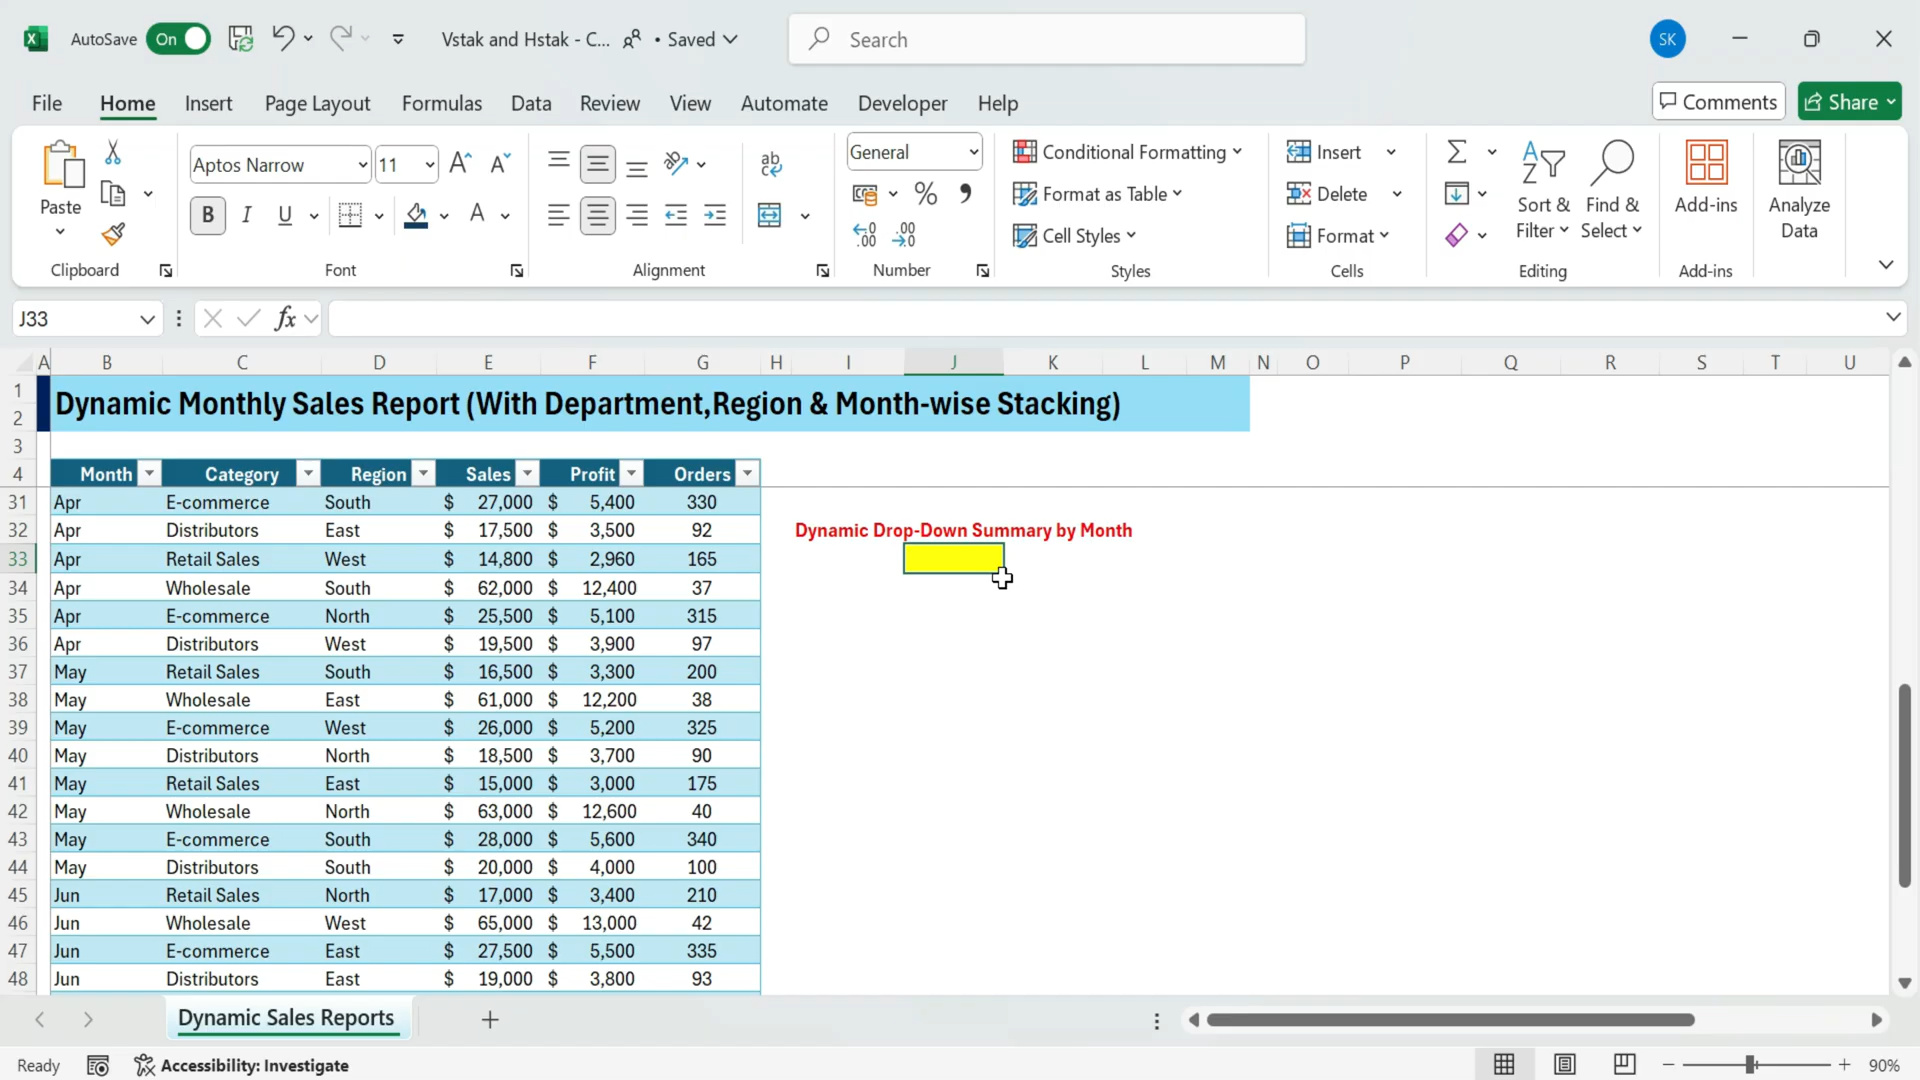 AutoSave On Vstak and Hstak - C... • Saved Search SK
File Home Insert Page Layout Formulas Data Review View Automate Developer Help Comments Share
Paste
Clipboard
Aptos Narrow 11
B I U A
Font
ab
Alignment
General
% 9
.00 .00
Number
Conditional Formatting
Format as Table
Cell Styles
Styles
Insert
Delete
Format
Cells
Sort & Filter
Find & Select
Editing
Add-ins
Add-ins
Analyze Data
J33 fx
A B C D E F G H I J K L M N O P Q R S T U
1 Dynamic Monthly Sales Report (With Department,Region & Month-wise Stacking)
2
3
4 Month Category Region Sales Profit Orders
31 Apr E-commerce South $ 27,000 $ 5,400 330
32 Apr Distributors East $ 17,500 $ 3,500 92 Dynamic Drop-Down Summary by Month
33 Apr Retail Sales West $ 14,800 $ 2,960 165
34 Apr Wholesale South $ 62,000 $ 12,400 37
35 Apr E-commerce North $ 25,500 $ 5,100 315
36 Apr Distributors West $ 19,500 $ 3,900 97
37 May Retail Sales South $ 16,500 $ 3,300 200
38 May Wholesale East $ 61,000 $ 12,200 38
39 May E-commerce West $ 26,000 $ 5,200 325
40 May Distributors North $ 18,500 $ 3,700 90
41 May Retail Sales East $ 15,000 $ 3,000 175
42 May Wholesale North $ 63,000 $ 12,600 40
43 May E-commerce South $ 28,000 $ 5,600 340
44 May Distributors South $ 20,000 $ 4,000 100
45 Jun Retail Sales North $ 17,000 $ 3,400 210
46 Jun Wholesale West $ 65,000 $ 13,000 42
47 Jun E-commerce East $ 27,500 $ 5,500 335
48 Jun Distributors East $ 19,000 $ 3,800 93
Dynamic Sales Reports
Ready Accessibility: Investigate 90%